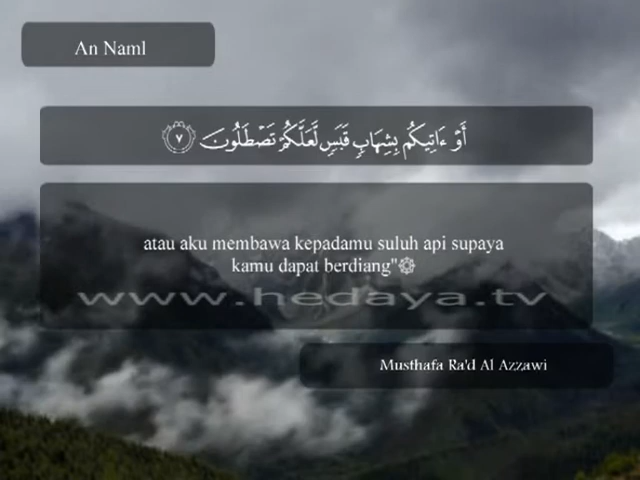 An Naml
أَوْ ءَاتِيكُم بِشِهَابٍ قَبَسٍ لَّعَلَّكُمْ تَصْطَلُونَ ٧
atau aku membawa kepadamu suluh api supaya
kamu dapat berdiang"
www.hedaya.tv
Musthafa Ra'd Al Azzawi